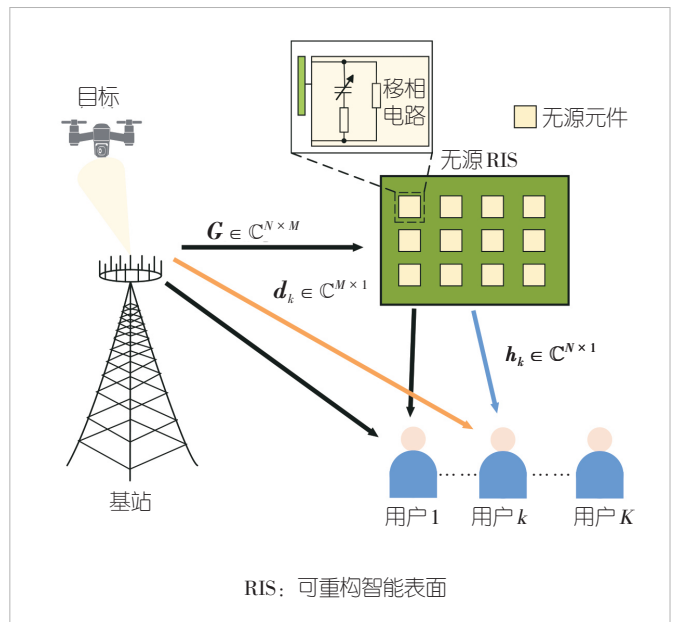 目标
移相
电路
无源元件
无源 RIS
G ∈ ℂ^{N × M}
d_k ∈ ℂ^{M × 1}
h_k ∈ ℂ^{N × 1}
基站
用户 1 …… 用户 k …… 用户 K
RIS：可重构智能表面